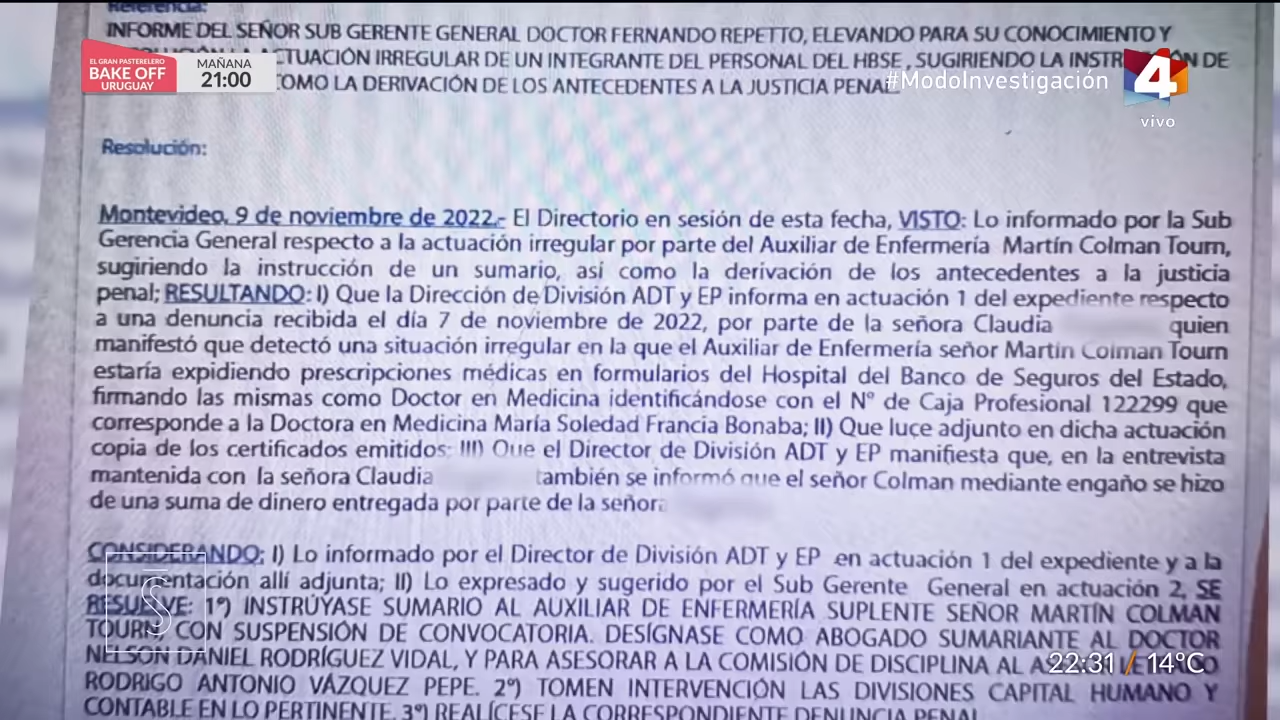 Referencia:
INFORME DEL SEÑOR SUB GERENTE GENERAL DOCTOR FERNANDO REPETTO, ELEVANDO PARA SU CONOCIMIENTO Y
ACTUACIÓN IRREGULAR DE UN INTEGRANTE DEL PERSONAL DEL HBSE , SUGIRIENDO LA DE
COMO LA DERIVACIÓN DE LOS ANTECEDENTES A LA JUSTICIA PENAL
EL GRAN PASTERELERO
BAKE OFF
URUGUAY
MAÑANA
21:00
#ModoInvestigación
4
vivo
Resolución:
Montevideo, 9 de noviembre de 2022.- El Directorio en sesión de esta fecha, VISTO: Lo informado por la Sub
Gerencia General respecto a la actuación irregular por parte del Auxiliar de Enfermería Martín Colman Tourn,
sugiriendo la instrucción de un sumario, así como la derivación de los antecedentes a la justicia
penal; RESULTANDO: I) Que la Dirección de División ADT y EP informa en actuación 1 del expediente respecto
a una denuncia recibida el día 7 de noviembre de 2022, por parte de la señora Claudia quien
manifestó que detectó una situación irregular en la que el Auxiliar de Enfermería señor Martín Colman Tourn
estaría expidiendo prescripciones médicas en formularios del Hospital del Banco de Seguros del Estado,
firmando las mismas como Doctor en Medicina identificándose con el N° de Caja Profesional 122299 que
corresponde a la Doctora en Medicina María Soledad Francia Bonaba; II) Que luce adjunto en dicha actuación
copia de los certificados emitidos; III) Que el Director de División ADT y EP manifiesta que, en la entrevista
mantenida con la señora Claudia también se informó que el señor Colman mediante engaño se hizo
de una suma de dinero entregada por parte de la señora
CONSIDERANDO: I) Lo informado por el Director de División ADT y EP en actuación 1 del expediente y a la
documentación allí adjunta; II) Lo expresado y sugerido por el Sub Gerente General en actuación 2, SE
RESUELVE: 1°) INSTRÚYASE SUMARIO AL AUXILIAR DE ENFERMERÍA SUPLENTE SEÑOR MARTÍN COLMAN
TOURN, CON SUSPENSIÓN DE CONVOCATORIA. DESÍGNASE COMO ABOGADO SUMARIANTE AL DOCTOR
NELSON DANIEL RODRÍGUEZ VIDAL, Y PARA ASESORAR A LA COMISIÓN DE DISCIPLINA AL
RODRIGO ANTONIO VÁZQUEZ PEPE. 2°) TOMEN INTERVENCIÓN LAS DIVISIONES CAPITAL HUMANO Y
CONTABLE EN LO PERTINENTE. 3°) REALÍCESE LA CORRESPONDIENTE DENUNCIA PENAL
S
22:31 / 14°C